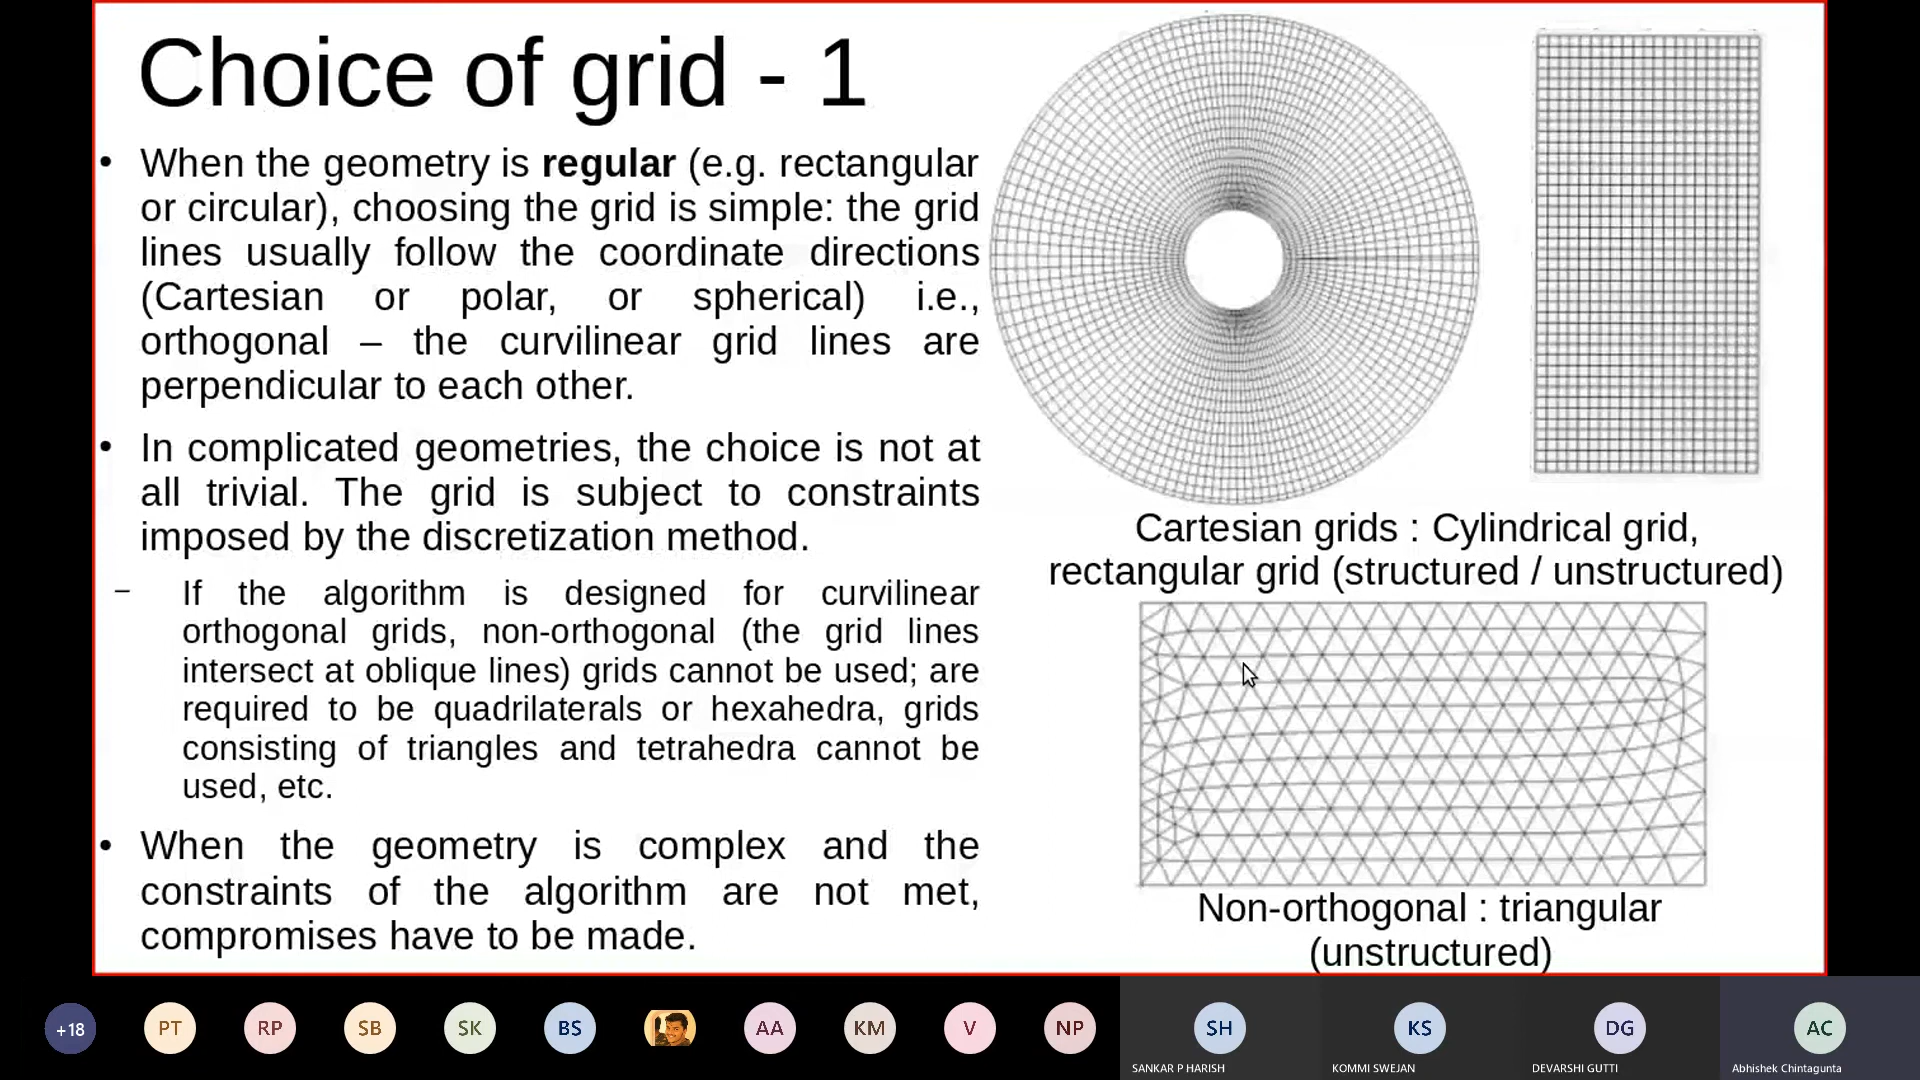 Choice of grid - 1
• When the geometry is regular (e.g. rectangular
or circular), choosing the grid is simple: the grid
lines usually follow the coordinate directions
(Cartesian or polar, or spherical) i.e.,
orthogonal – the curvilinear grid lines are
perpendicular to each other.
• In complicated geometries, the choice is not at
all trivial. The grid is subject to constraints
imposed by the discretization method.
– If the algorithm is designed for curvilinear
orthogonal grids, non-orthogonal (the grid lines
intersect at oblique lines) grids cannot be used; are
required to be quadrilaterals or hexahedra, grids
consisting of triangles and tetrahedra cannot be
used, etc.
• When the geometry is complex and the
constraints of the algorithm are not met,
compromises have to be made.
Cartesian grids : Cylindrical grid,
rectangular grid (structured / unstructured)
Non-orthogonal : triangular
(unstructured)
+18
PT
RP
SB
SK
BS
AA
KM
V
NP
SH
SANKAR P HARISH
KS
KOMMI SWEJAN
DG
DEVARSHI GUTTI
AC
Abhishek Chintagunta